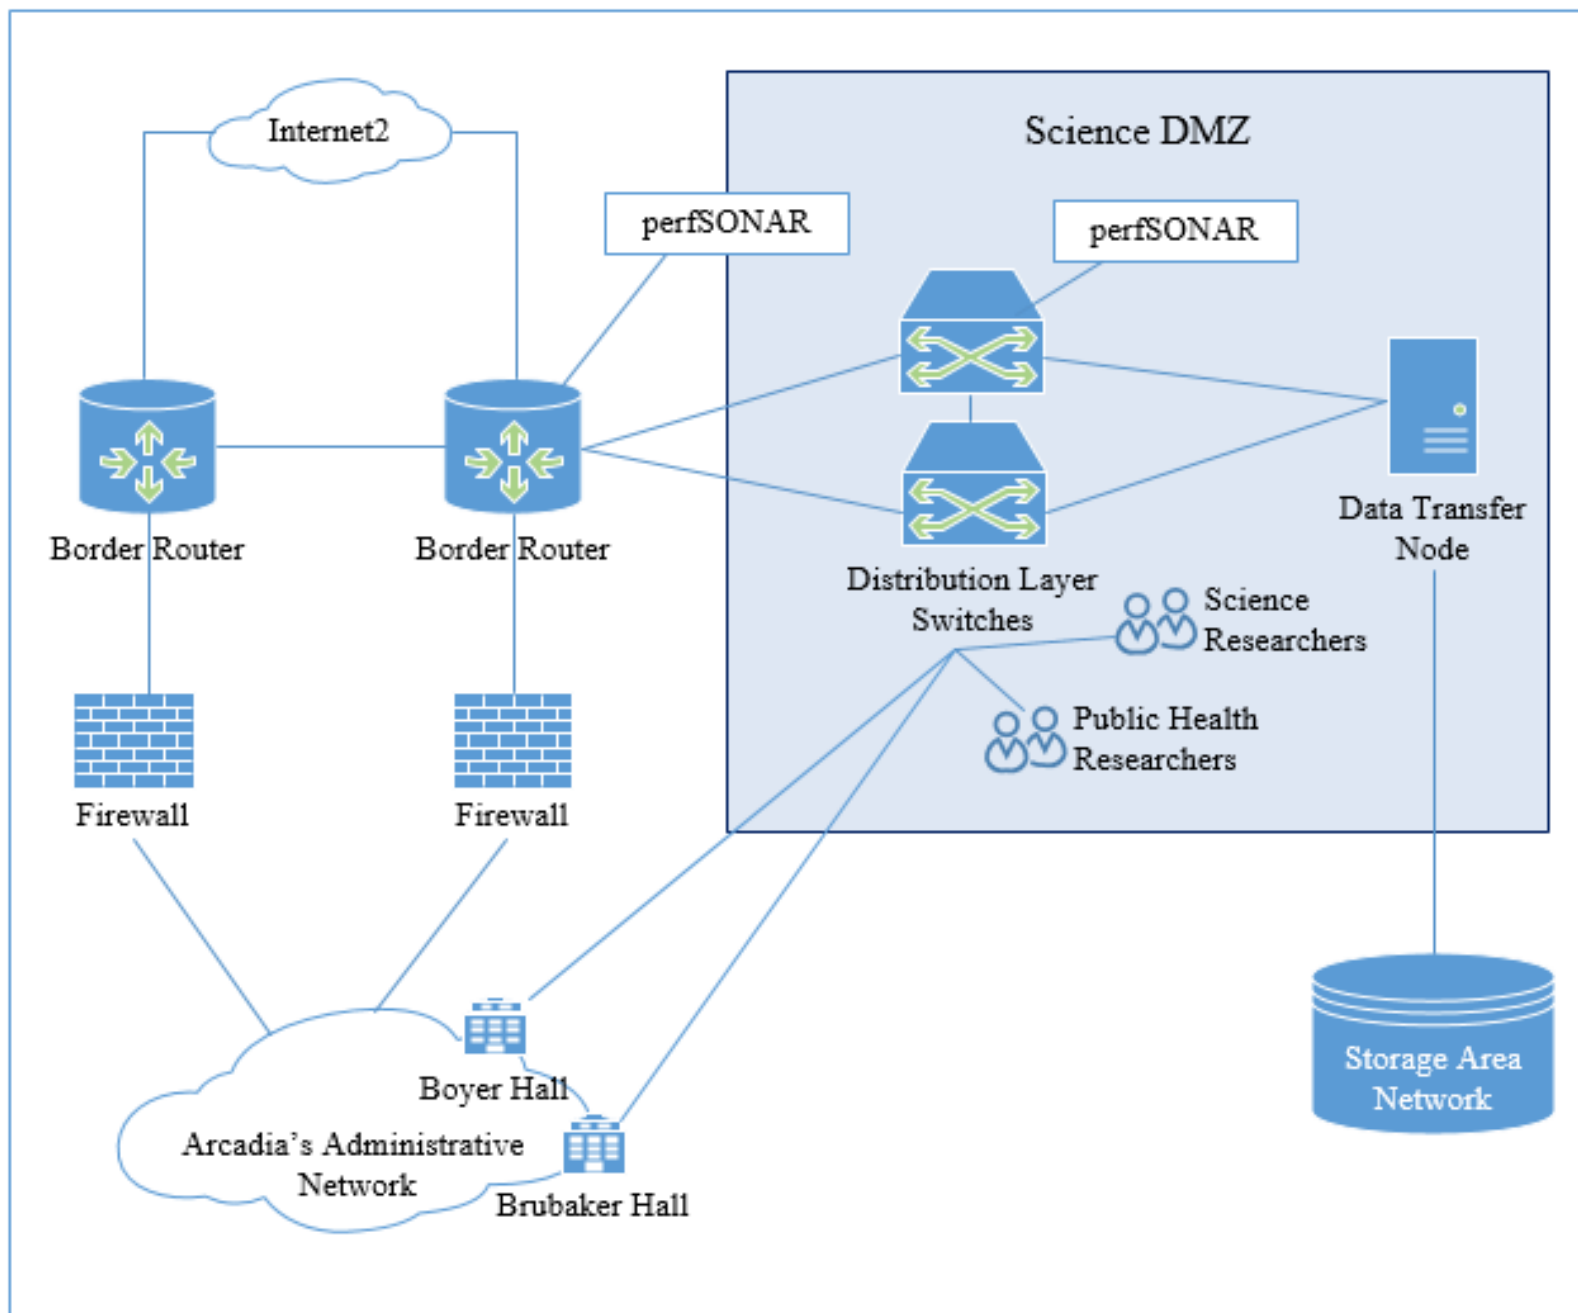 Internet2
Science DMZ
perfSONAR
perfSONAR
Border Router
Border Router
Data Transfer
Node
Distribution Layer
Switches
Science
Researchers
Public Health
Researchers
Firewall
Firewall
Boyer Hall
Arcadia’s Administrative
Network
Brubaker Hall
Storage Area
Network